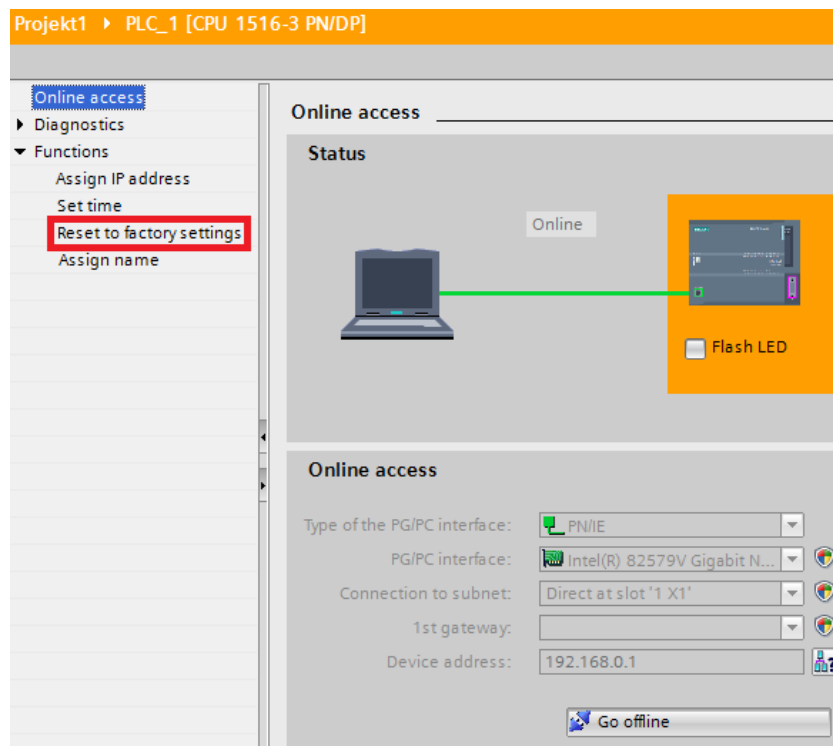 Projekt1 ▸ PLC_1 [CPU 1516-3 PN/DP]
Online access
Diagnostics
Functions
Assign IP address
Set time
Reset to factory settings
Assign name
Online access
Status
Online
Flash LED
Online access
Type of the PG/PC interface: PN/IE
PG/PC interface: Intel(R) 82579V Gigabit N...
Connection to subnet: Direct at slot '1 X1'
1st gateway:
Device address: 192.168.0.1
Go offline